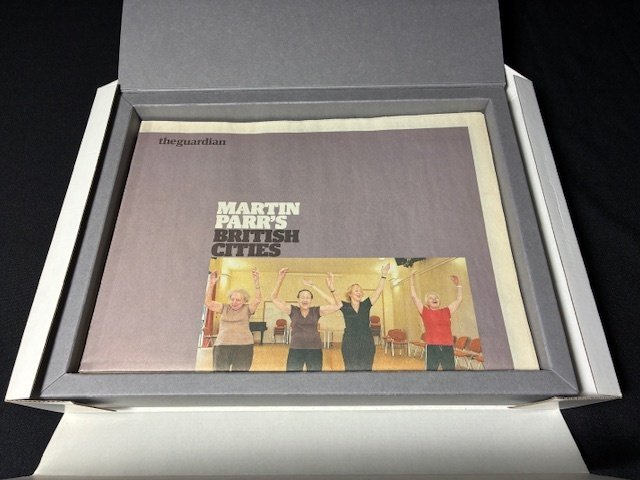 theguardian
MARTIN
PARR'S
BRITISH
CITIES